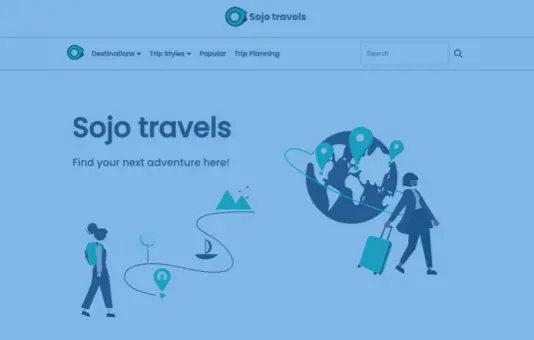 Sojo travels
Destinations Trip Styles Popular Trip Planning Search
Sojo travels
Find your next adventure here!